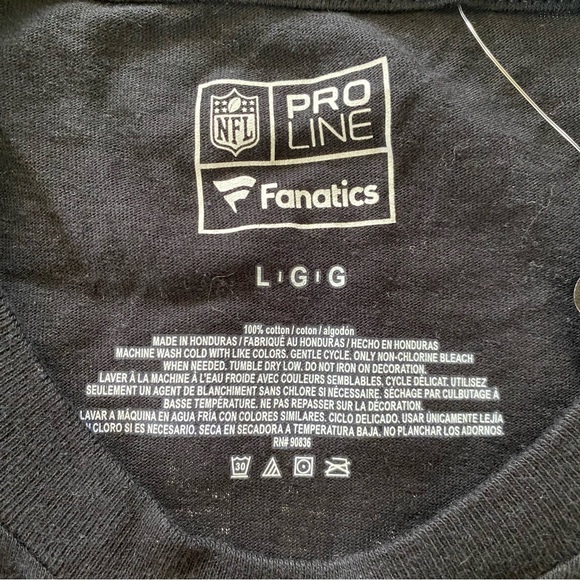 NFL
PRO
LINE
Fanatics
L G G
100% cotton / coton / algodón
MADE IN HONDURAS / FABRIQUÉ AU HONDURAS / HECHO EN HONDURAS
MACHINE WASH COLD WITH LIKE COLORS. GENTLE CYCLE. ONLY NON-CHLORINE BLEACH
WHEN NEEDED. TUMBLE DRY LOW. DO NOT IRON ON DECORATION.
LAVER À LA MACHINE À L'EAU FROIDE AVEC COULEURS SEMBLABLES. CYCLE DÉLICAT. UTILISEZ
SEULEMENT UN AGENT DE BLANCHIMENT SANS CHLORE SI NÉCESSAIRE. SÉCHAGE PAR CULBUTAGE À
BASSE TEMPÉRATURE. NE PAS REPASSER SUR LA DÉCORATION.
LAVAR A MÁQUINA EN AGUA FRÍA CON COLORES SIMILARES. CICLO DELICADO. USAR ÚNICAMENTE LEJÍA
IN CLORO SI ES NECESARIO. SECA EN SECADORA A TEMPERATURA BAJA. NO PLANCHAR LOS ADORNOS.
RN# 90836
30